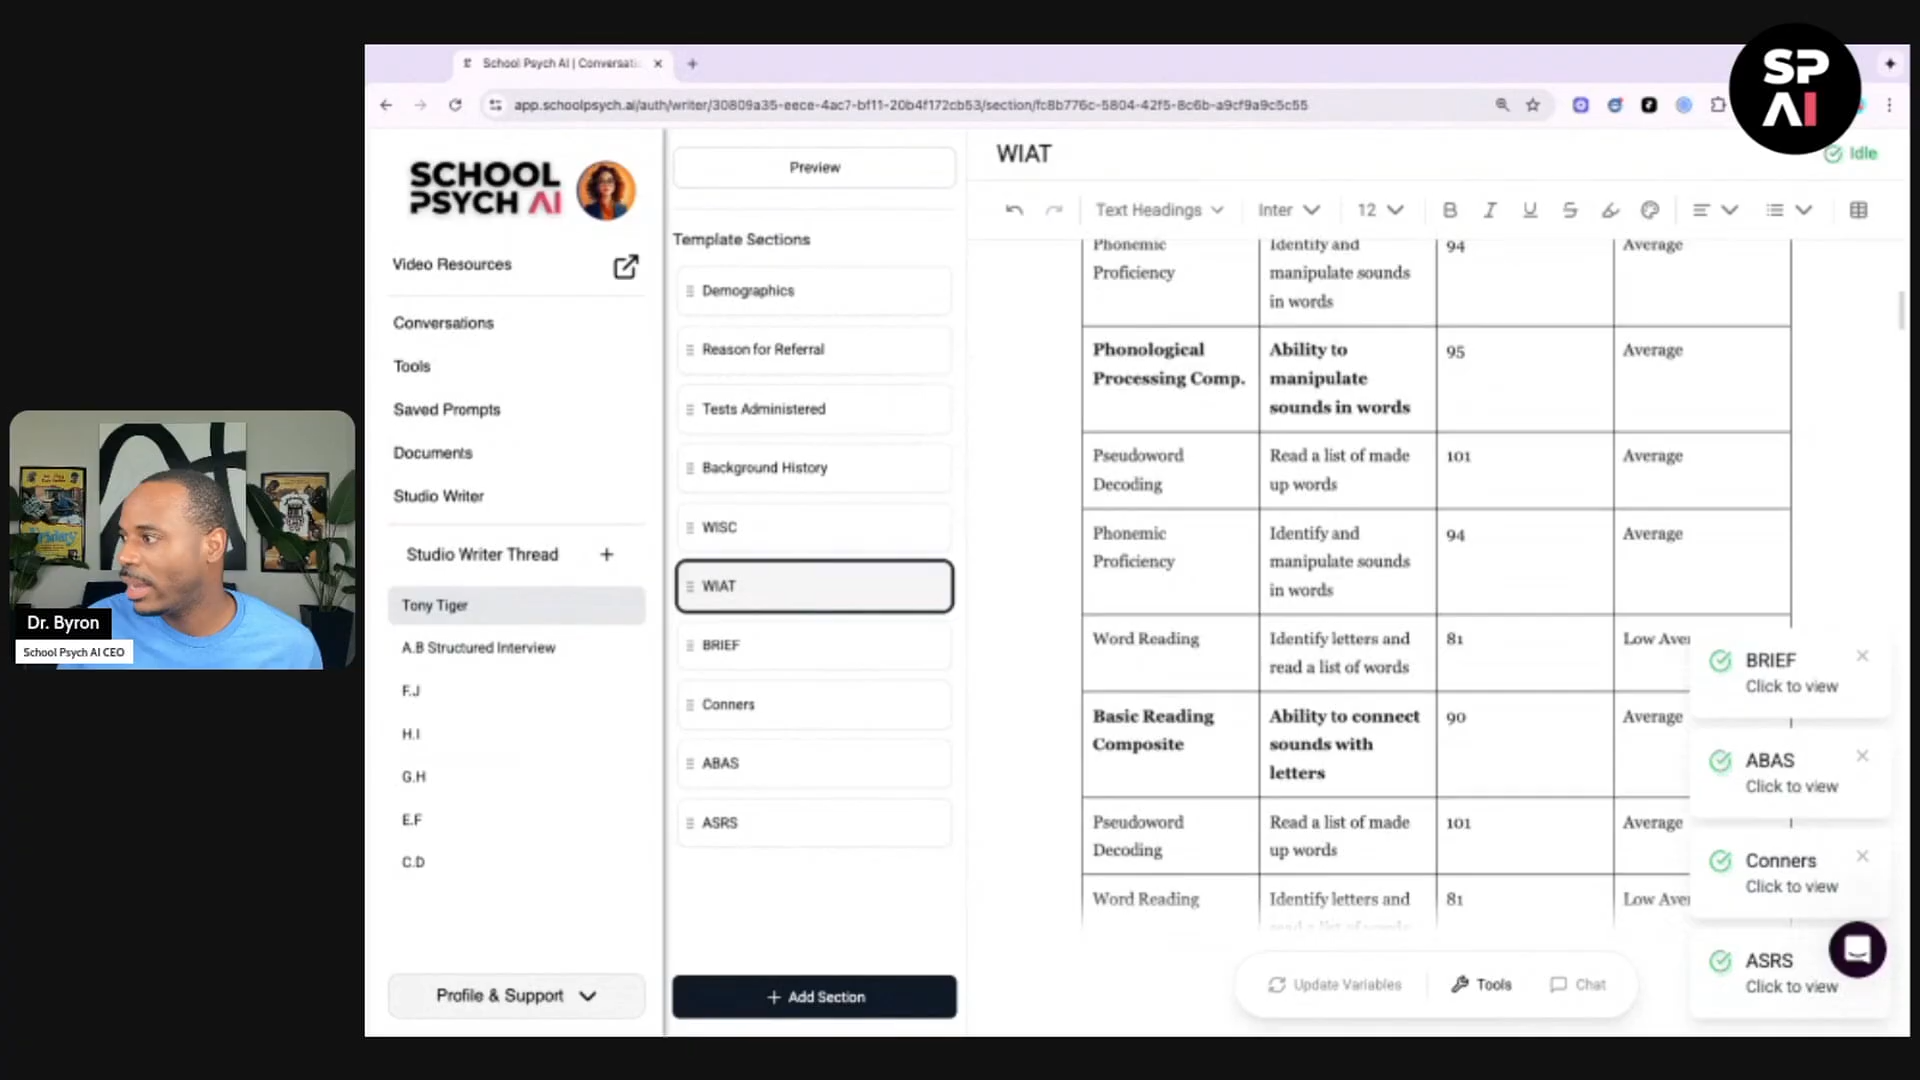 School Psych AI | Conversati
app.schoolpsych.ai/auth/writer/30809a35-eece-4ac7-bf11-20b4f172cb53/section/fc8b776c-5804-42f5-8c6b-a9cf9a9c5c55
SP
AI
SCHOOL
PSYCH AI
Video Resources
Conversations
Tools
Saved Prompts
Documents
Studio Writer
Studio Writer Thread
Tony Tiger
A.B Structured Interview
F.J
H.I
G.H
E.F
C.D
Profile & Support
Preview
Template Sections
Demographics
Reason for Referral
Tests Administered
Background History
WISC
WIAT
BRIEF
Conners
ABAS
ASRS
+ Add Section
WIAT
Idle
Text Headings
Inter
12
B I U S
Phonemic Proficiency
Identify and manipulate sounds in words
94
Average
Phonological Processing Comp.
Ability to manipulate sounds in words
95
Average
Pseudoword Decoding
Read a list of made up words
101
Average
Phonemic Proficiency
Identify and manipulate sounds in words
94
Average
Word Reading
Identify letters and read a list of words
81
Low Aver
Basic Reading Composite
Ability to connect sounds with letters
90
Average
Pseudoword Decoding
Read a list of made up words
101
Average
Word Reading
Identify letters and read a list of words
81
Low Aver
BRIEF
Click to view
ABAS
Click to view
Conners
Click to view
ASRS
Click to view
Update Variables
Tools
Chat
Dr. Byron
School Psych AI CEO